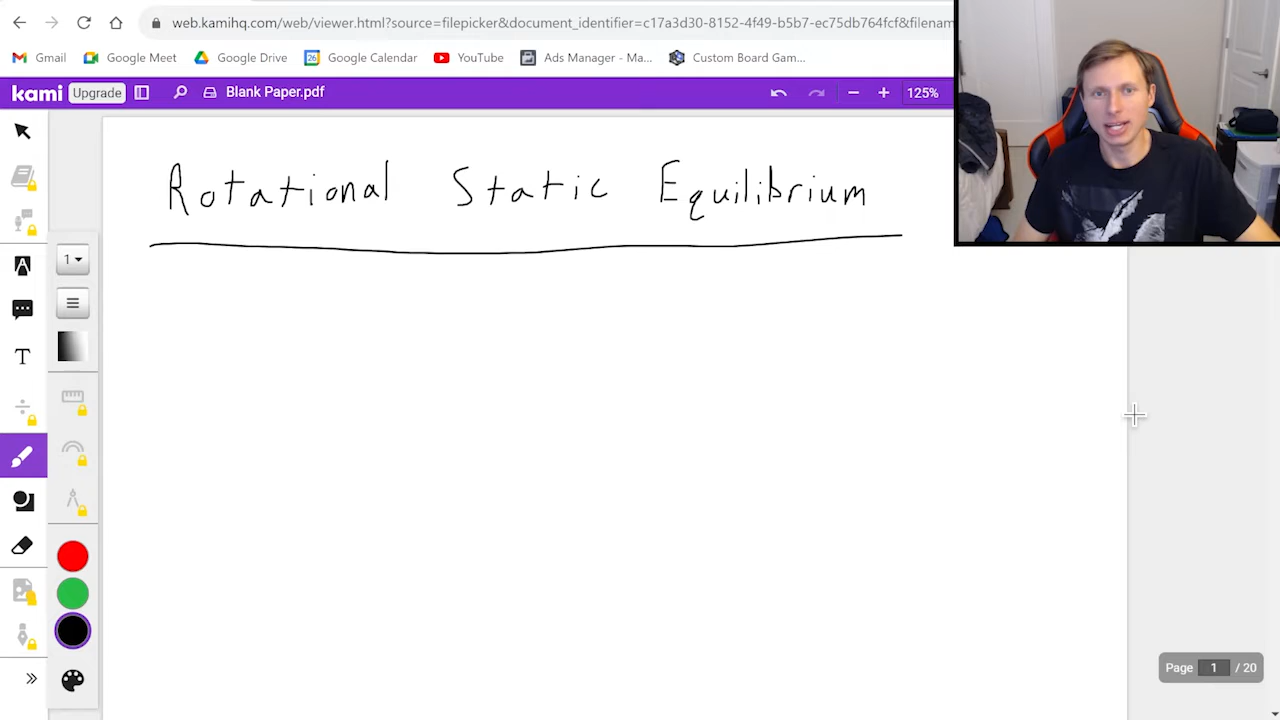 web.kamihq.com/web/viewer.html?source=filepicker&document_identifier=c17a3d30-8152-4f49-b5b7-ec75db764fcf&filenam
Gmail Google Meet Google Drive 26 Google Calendar YouTube Ads Manager - Ma... Custom Board Gam...
kami Upgrade Blank Paper.pdf 125%
Rotational Static Equilibrium
A
1
T
Page 1 / 20